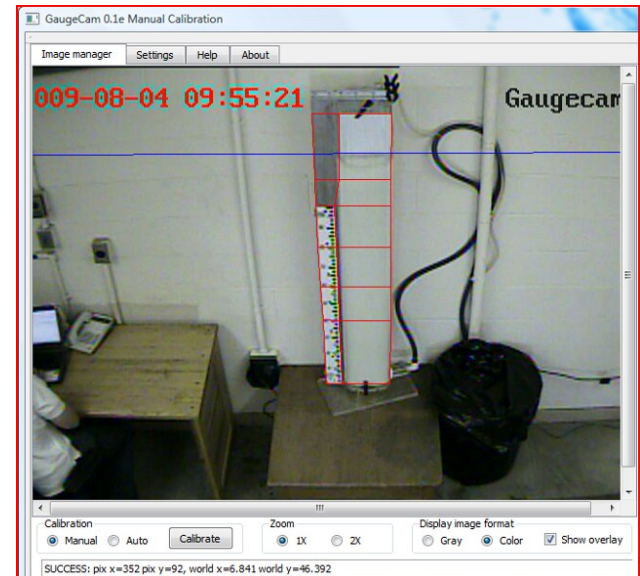 GaugeCam 0.1e Manual Calibration
Image manager Settings Help About
009-08-04 09:55:21 Gaugecam
Calibration Zoom Display image format
Manual Auto Calibrate 1X 2X Gray Color Show overlay
SUCCESS: pix x=352 pix y=92, world x=6.841 world y=46.392